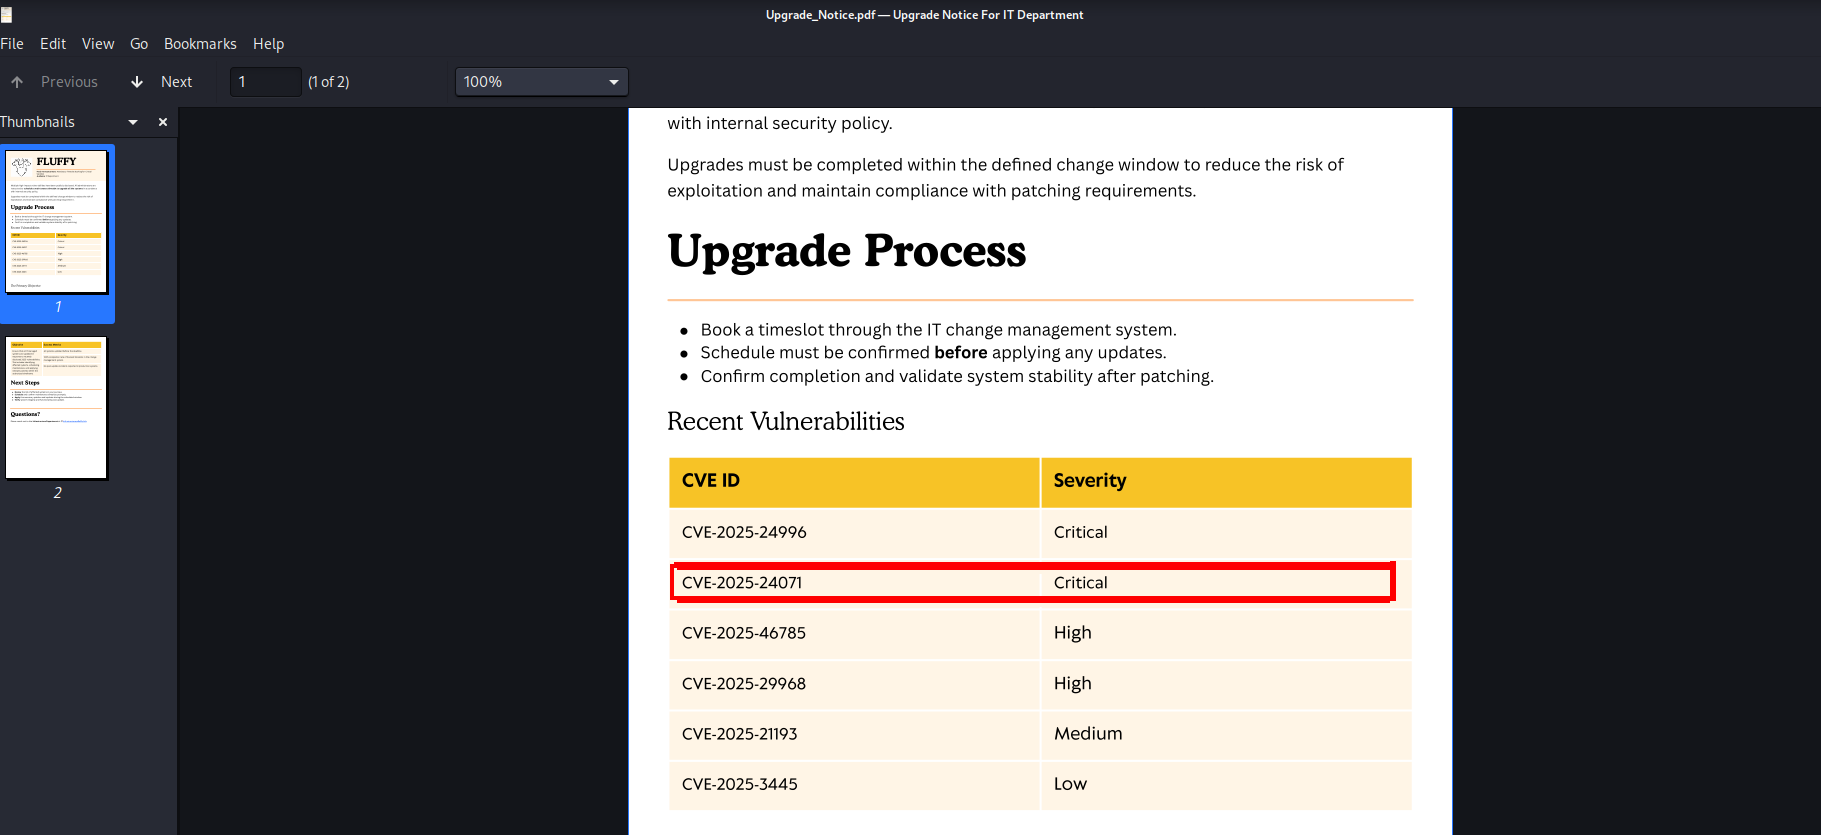 Upgrade_Notice.pdf — Upgrade Notice For IT Department
File Edit View Go Bookmarks Help
Previous Next 1 (1 of 2) 100%
Thumbnails
FLUFFY
Upgrade Process
1
Next Steps
Questions?
2
with internal security policy.
Upgrades must be completed within the defined change window to reduce the risk of
exploitation and maintain compliance with patching requirements.
Upgrade Process
● Book a timeslot through the IT change management system.
● Schedule must be confirmed before applying any updates.
● Confirm completion and validate system stability after patching.
Recent Vulnerabilities
CVE ID Severity
CVE-2025-24996 Critical
CVE-2025-24071 Critical
CVE-2025-46785 High
CVE-2025-29968 High
CVE-2025-21193 Medium
CVE-2025-3445 Low